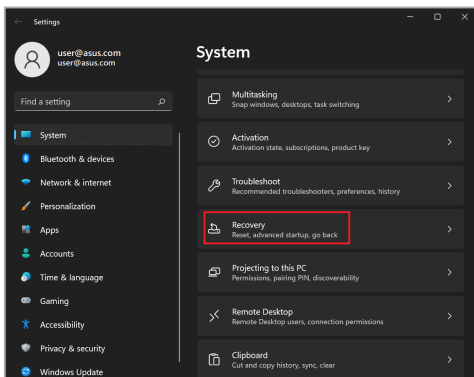 Settings
user@asus.com
user@asus.com
Find a setting
System
Bluetooth & devices
Network & internet
Personalization
Apps
Accounts
Time & language
Gaming
Accessibility
Privacy & security
Windows Update
System
Multitasking
Snap windows, desktops, task switching
Activation
Activation state, subscriptions, product key
Troubleshoot
Recommended troubleshooters, preferences, history
Recovery
Reset, advanced startup, go back
Projecting to this PC
Permissions, pairing PIN, discoverability
Remote Desktop
Remote Desktop users, connection permissions
Clipboard
Cut and copy history, sync, clear